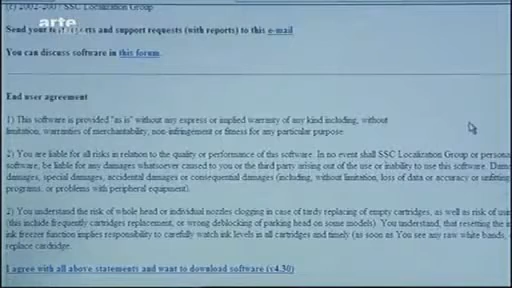 arte
(c) 2002-200 SSC Localization Group
Send your test reports and support requests (with reports) to this e-mail
You can discuss software in this forum.
End user agreement
1) This software is provided "as is" without any express or implied warranty of any kind including, without
limitation, warranties of merchantability, non-infringement or fitness for any particular purpose
2) You are liable for all risks in relation to the quality or performance of this software. In no event shall SSC Localization Group or persona
software, be liable for any damages whatsoever caused to you or the third party arising out of the use or inability to use this software. Dam
damages, special damages, accidental damages or consequential damages (including, without limitation, loss of data or accuracy or unfitting
programs, or problems with peripheral equipment).
2) You understand the risk of whole head or individual nozzles clogging in case of tardy replacing of empty cartridges, as well as risk of usin
(this include frequently cartridges replacement, or wrong deblocking of parking head on some models). You understand, that resetting the in
ink freezer function implies responsibility to carefully watch ink levels in all cartridges and timely (as soon as You see any raw white bands,
replace cardridge.
I agree with all above statements and want to download software (v4.30)